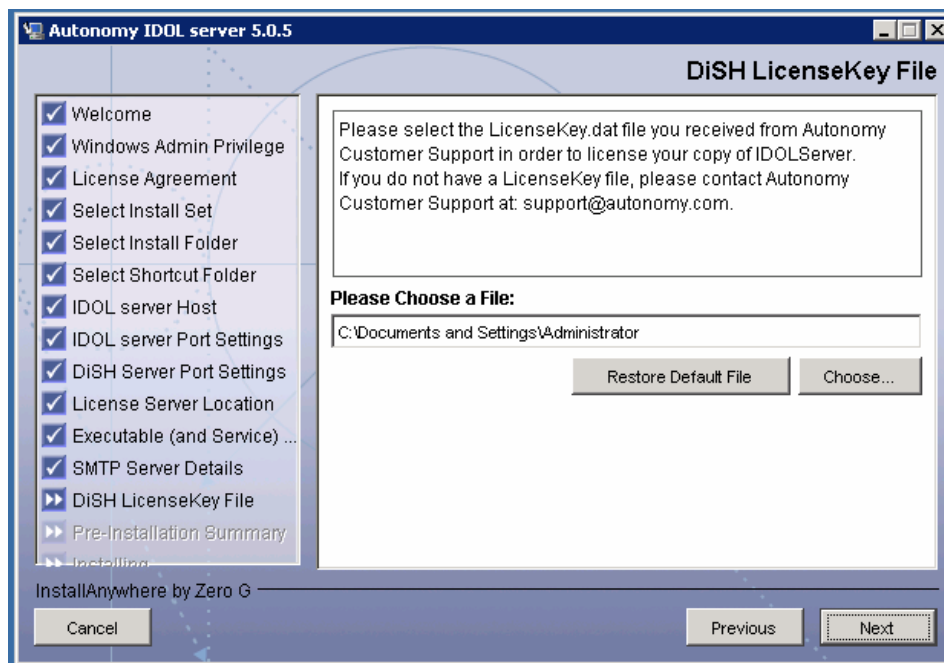 Autonomy IDOL server 5.0.5
DiSH LicenseKey File
Welcome
Windows Admin Privilege
License Agreement
Select Install Set
Select Install Folder
Select Shortcut Folder
IDOL server Host
IDOL server Port Settings
DiSH Server Port Settings
License Server Location
Executable (and Service) ...
SMTP Server Details
DiSH LicenseKey File
Pre-Installation Summary
Installing
Please select the LicenseKey.dat file you received from Autonomy
Customer Support in order to license your copy of IDOLServer.
If you do not have a LicenseKey file, please contact Autonomy
Customer Support at: support@autonomy.com.
Please Choose a File:
C:\Documents and Settings\Administrator
Restore Default File
Choose...
InstallAnywhere by Zero G
Cancel
Previous
Next